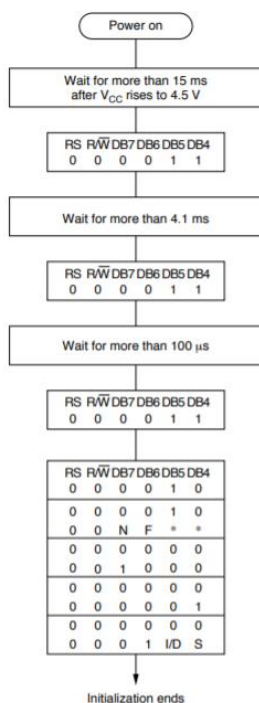 Power on
Wait for more than 15 ms
after VCC rises to 4.5 V
RS R/W̅ DB7 DB6 DB5 DB4
0 0 0 0 1 1
Wait for more than 4.1 ms
RS R/W̅ DB7 DB6 DB5 DB4
0 0 0 0 1 1
Wait for more than 100 μs
RS R/W̅ DB7 DB6 DB5 DB4
0 0 0 0 1 1
RS R/W̅ DB7 DB6 DB5 DB4
0 0 0 0 1 0
0 0 0 0 1 0
0 0 N F * *
0 0 0 0 0 0
0 0 1 0 0 0
0 0 0 0 0 0
0 0 0 0 0 1
0 0 0 0 0 0
0 0 0 1 I/D S
Initialization ends